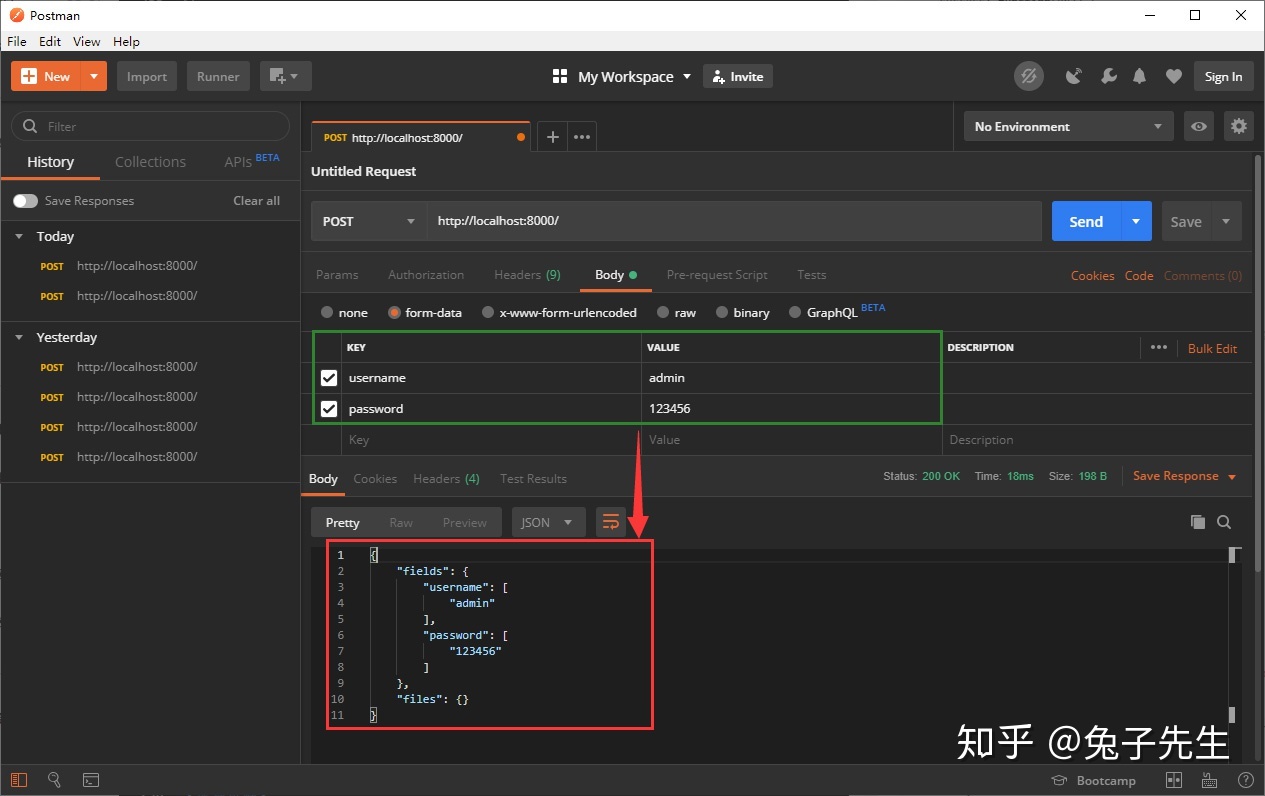 Postman
File Edit View Help
New Import Runner My Workspace Invite Sign In
Filter
History Collections APIs BETA
Save Responses Clear all
Today
POST http://localhost:8000/
POST http://localhost:8000/
Yesterday
POST http://localhost:8000/
POST http://localhost:8000/
POST http://localhost:8000/
POST http://localhost:8000/
POST http://localhost:8000/
No Environment
Untitled Request
POST http://localhost:8000/ Send Save
Params Authorization Headers (9) Body Pre-request Script Tests Cookies Code Comments (0)
none form-data x-www-form-urlencoded raw binary GraphQL BETA
KEY VALUE DESCRIPTION Bulk Edit
username admin
password 123456
Key Value Description
Body Cookies Headers (4) Test Results Status: 200 OK Time: 18ms Size: 198 B Save Response
Pretty Raw Preview JSON
1 {
2 "fields": {
3 "username": [
4 "admin"
5 ],
6 "password": [
7 "123456"
8 ]
9 },
10 "files": {}
11 }
知乎 @兔子先生
Bootcamp